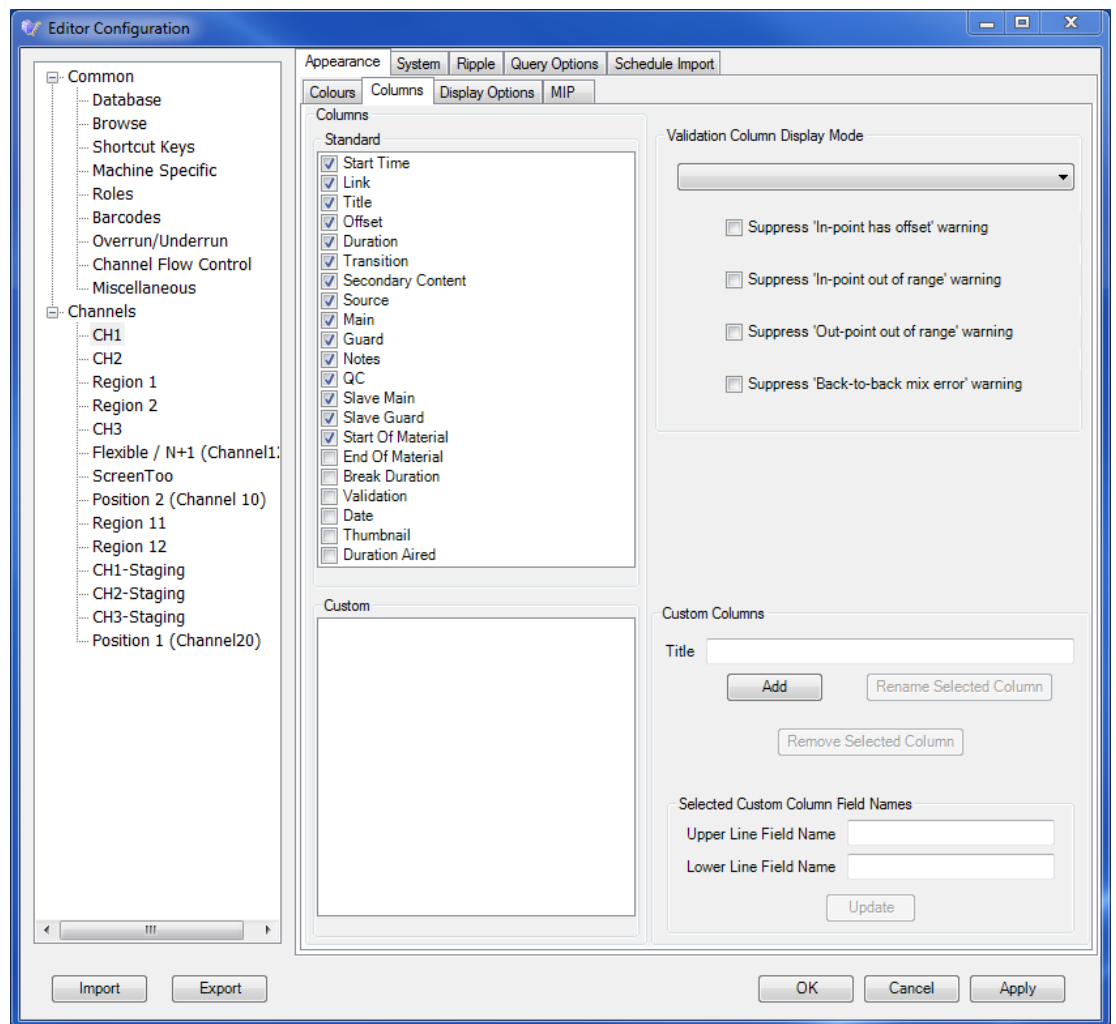 Editor Configuration
Common
Database
Browse
Shortcut Keys
Machine Specific
Roles
Barcodes
Overrun/Underrun
Channel Flow Control
Miscellaneous
Channels
CH1
CH2
Region 1
Region 2
CH3
Flexible / N+1 (Channel1
ScreenToo
Position 2 (Channel 10)
Region 11
Region 12
CH1-Staging
CH2-Staging
CH3-Staging
Position 1 (Channel20)
Appearance System Ripple Query Options Schedule Import
Colours Columns Display Options MIP
Columns
Standard
Start Time
Link
Title
Offset
Duration
Transition
Secondary Content
Source
Main
Guard
Notes
QC
Slave Main
Slave Guard
Start Of Material
End Of Material
Break Duration
Validation
Date
Thumbnail
Duration Aired
Custom
Validation Column Display Mode
Suppress 'In-point has offset' warning
Suppress 'In-point out of range' warning
Suppress 'Out-point out of range' warning
Suppress 'Back-to-back mix error' warning
Custom Columns
Title
Add Rename Selected Column
Remove Selected Column
Selected Custom Column Field Names
Upper Line Field Name
Lower Line Field Name
Update
Import Export OK Cancel Apply